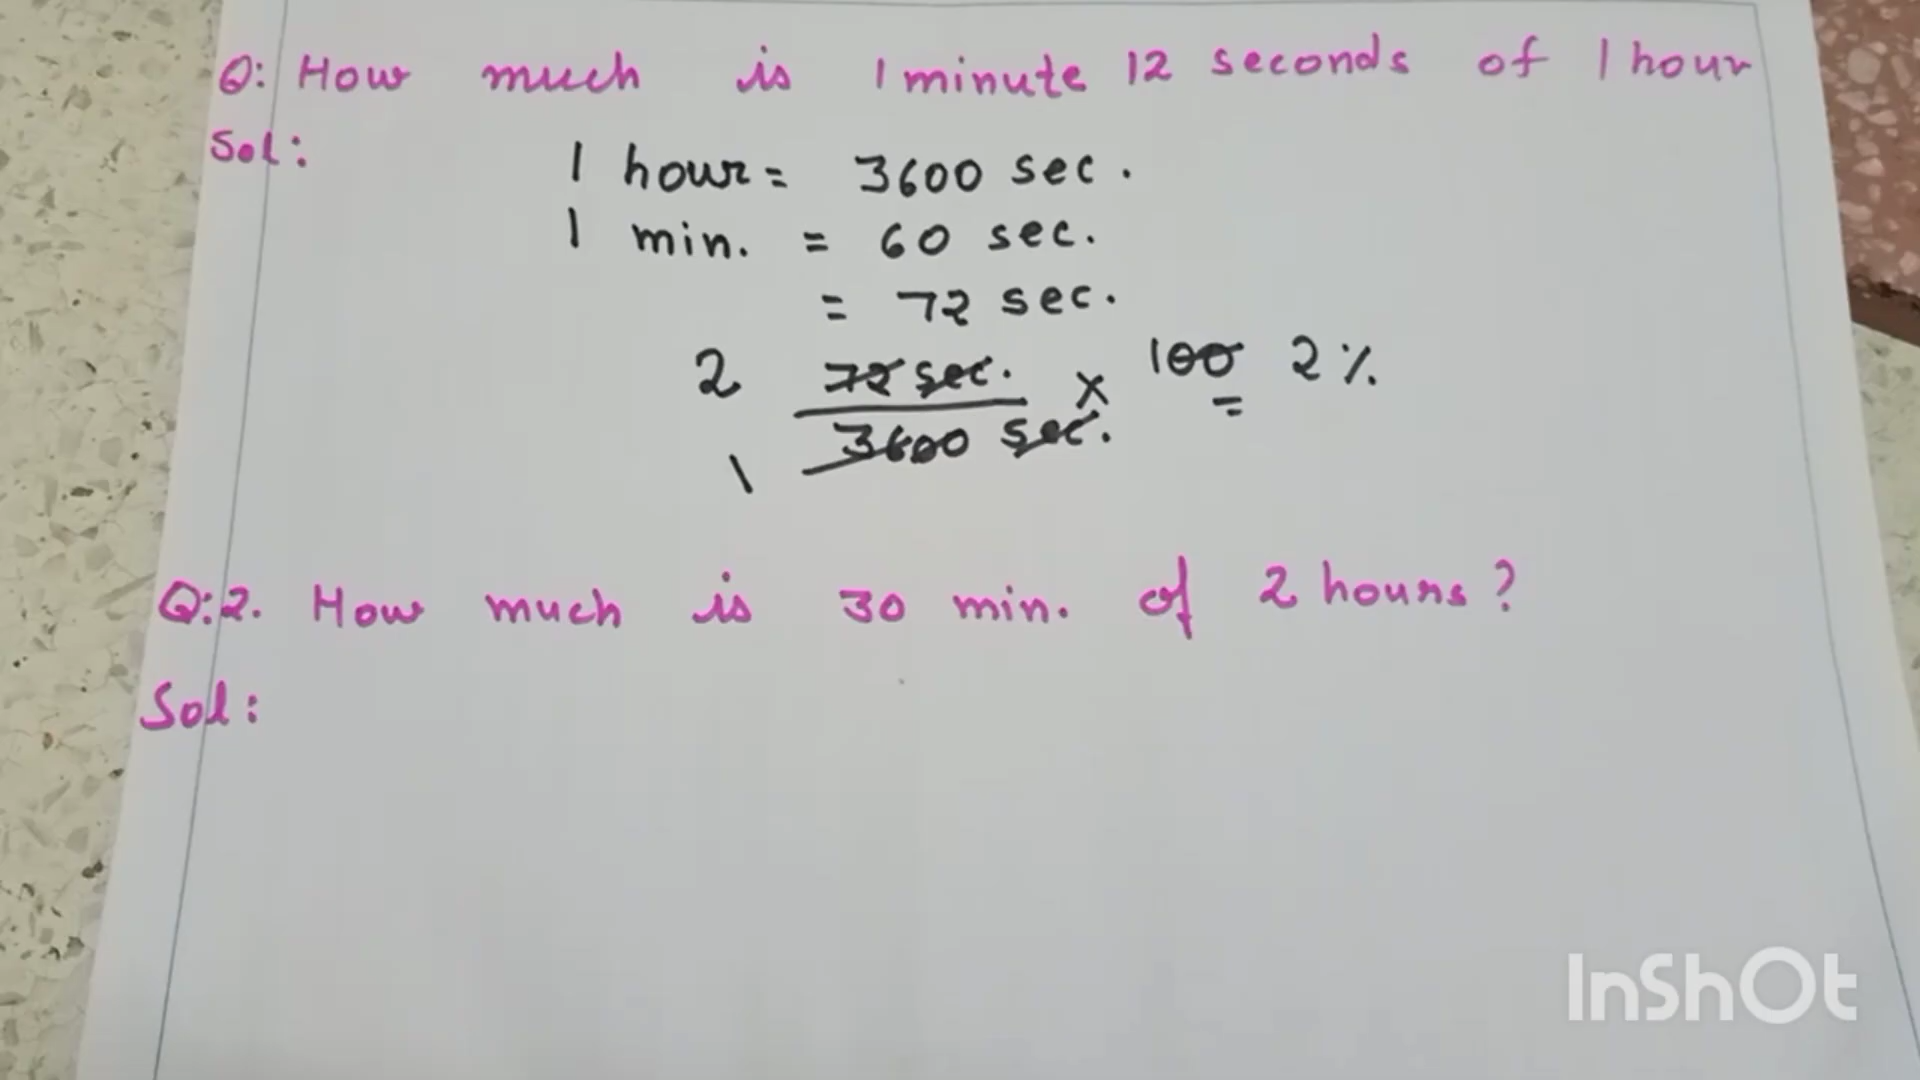 Q: How much is 1 minute 12 seconds of 1 hour
Sol:
1 hour = 3600 sec.
1 min. = 60 sec.
= 72 sec.
2 72 sec. × 100 2%
1 3600 sec. =
Q:2. How much is 30 min. of 2 hours?
Sol:
InShOt